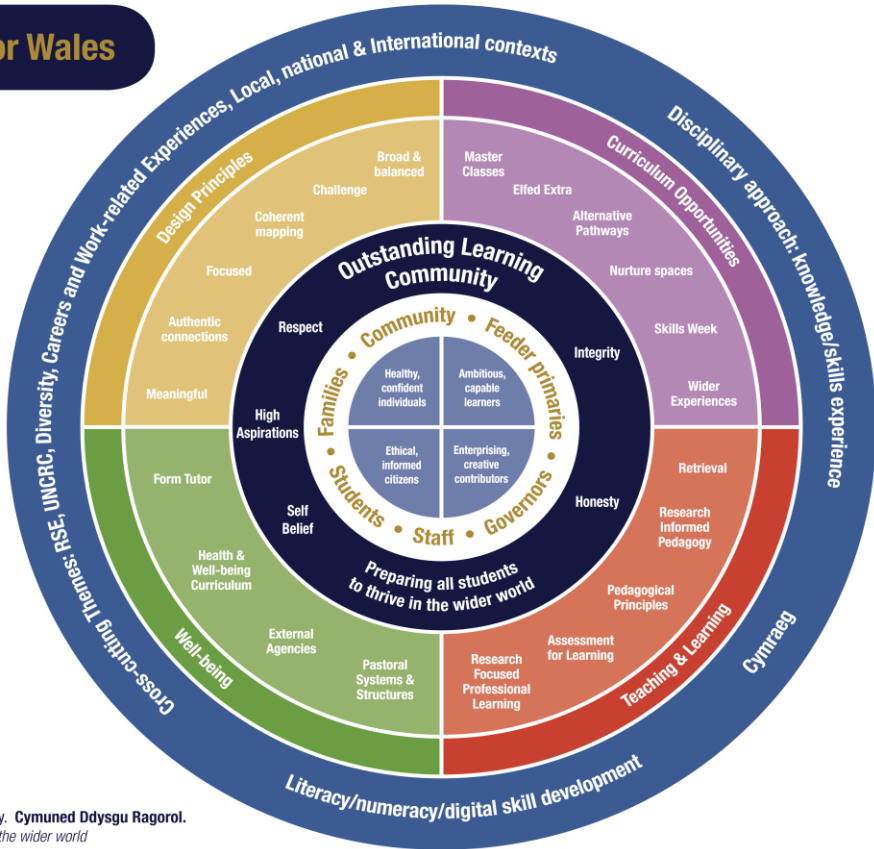 or Wales
Cross-cutting Themes: RSE, UNCRC, Diversity, Careers and Work-related Experiences, Local, national & International contexts
Disciplinary approach: knowledge/skills experience
Cymraeg
Literacy/numeracy/digital skill development
Design Principles
Broad &
balanced
Challenge
Coherent
mapping
Focused
Authentic
connections
Meaningful
Curriculum Opportunities
Master
Classes
Elfed Extra
Alternative
Pathways
Nurture spaces
Skills Week
Wider
Experiences
Teaching & Learning
Retrieval
Research
Informed
Pedagogy
Pedagogical
Principles
Assessment
for Learning
Research
Focused
Professional
Learning
Well-being
Form Tutor
Health &
Well-being
Curriculum
External
Agencies
Pastoral
Systems &
Structures
Outstanding Learning
Community
Respect
High
Aspirations
Self
Belief
Integrity
Honesty
Preparing all students
to thrive in the wider world
Families • Community • Feeder primaries • Governors • Staff • Students •
Healthy,
confident
individuals
Ambitious,
capable
learners
Ethical,
informed
citizens
Enterprising,
creative
contributors
y. Cymuned Ddysgu Ragorol.
the wider world